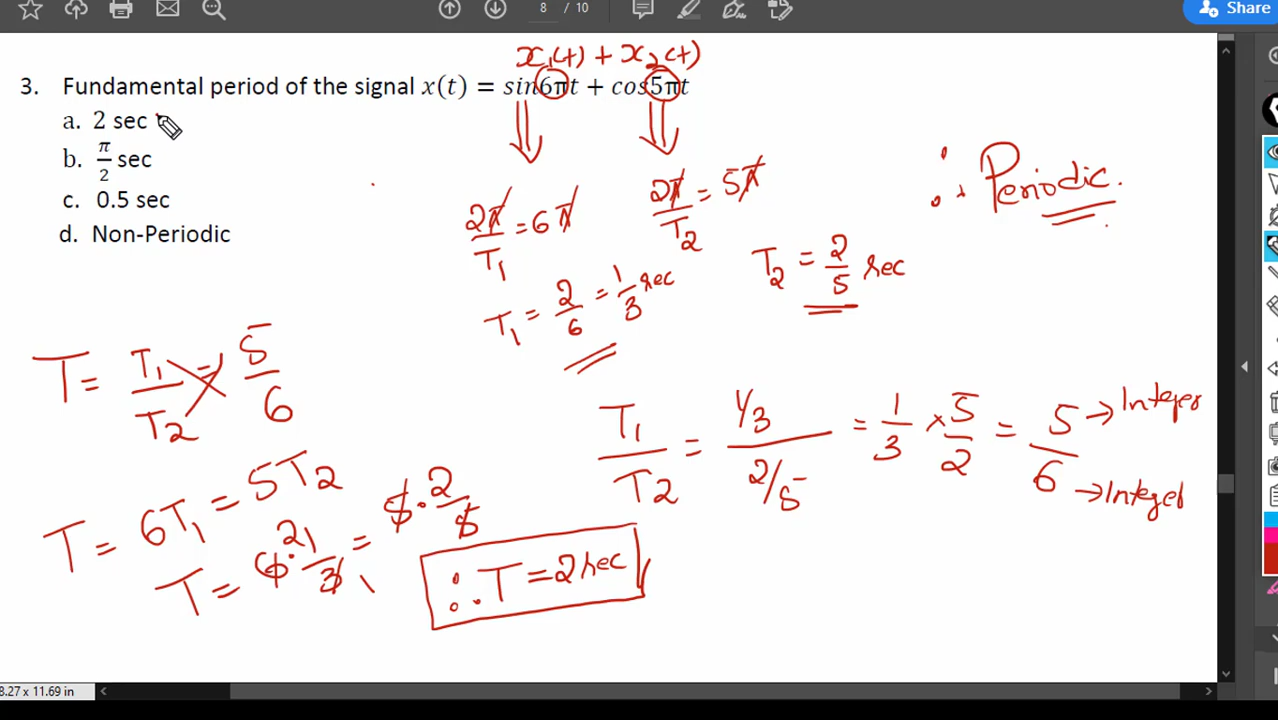 8 / 10
Share
x₁(t) + x₂(t)
3. Fundamental period of the signal x(t) = sin6πt + cos5πt
a. 2 sec
b. π/2 sec
c. 0.5 sec
d. Non-Periodic
2π/T₁ = 6π
2π/T₂ = 5π
∴ Periodic.
T₁ = 2/6 = 1/3 sec
T₂ = 2/5 sec
T = T₁/T₂ = 5/6
T₁/T₂ = 1/3 / 2/5 = 1/3 × 5/2 = 5/6 → Integer
→ Integer
T = 6T₁ = 5T₂
T = 6 · 1/3 = 5 · 2/5
2 1
∴ T = 2 sec
8.27 x 11.69 in